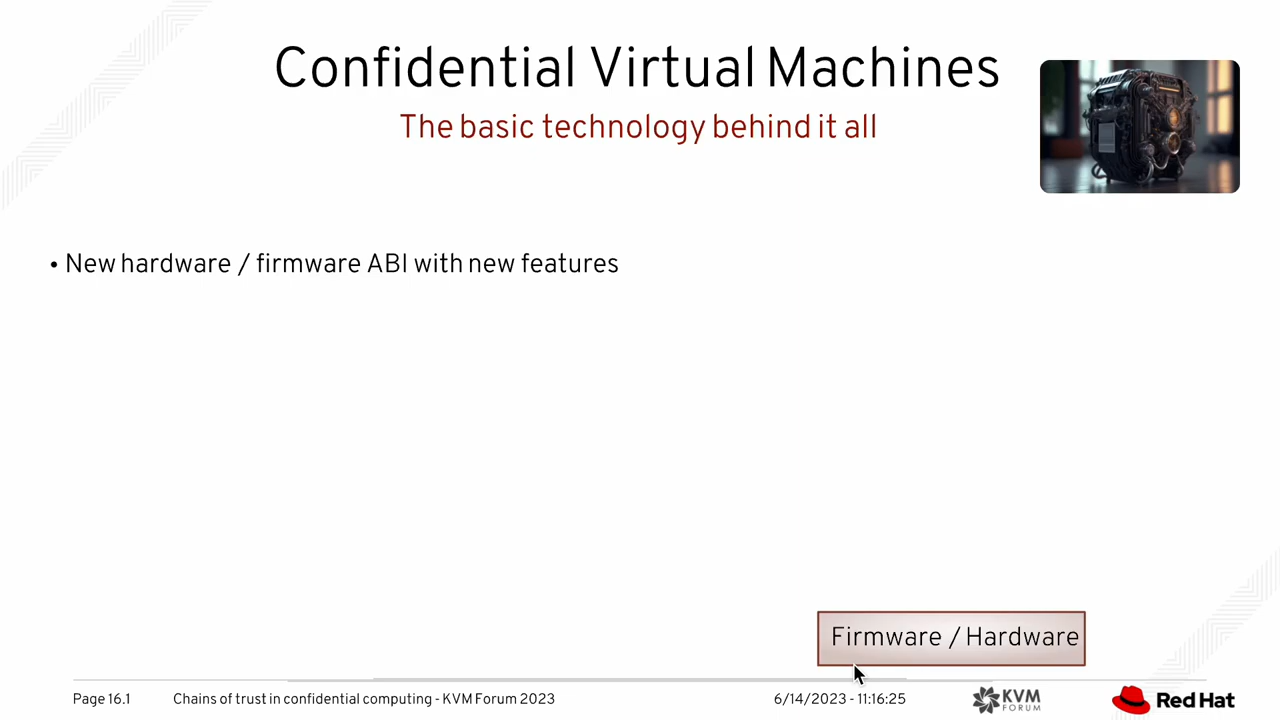 Confidential Virtual Machines
The basic technology behind it all
• New hardware / firmware ABI with new features
Firmware / Hardware
Page 16.1
Chains of trust in confidential computing - KVM Forum 2023
6/14/2023 - 11:16:25
KVM
FORUM
Red Hat